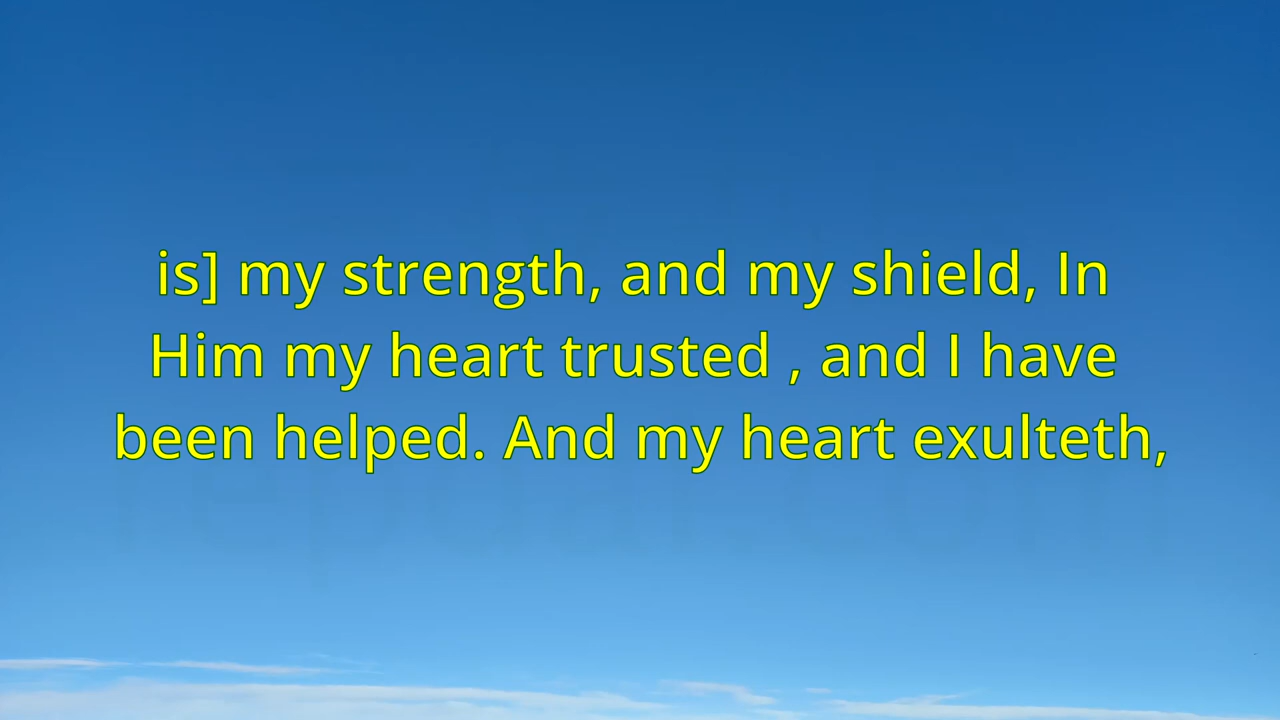 is] my strength, and my shield, In
Him my heart trusted , and I have
been helped. And my heart exulteth,